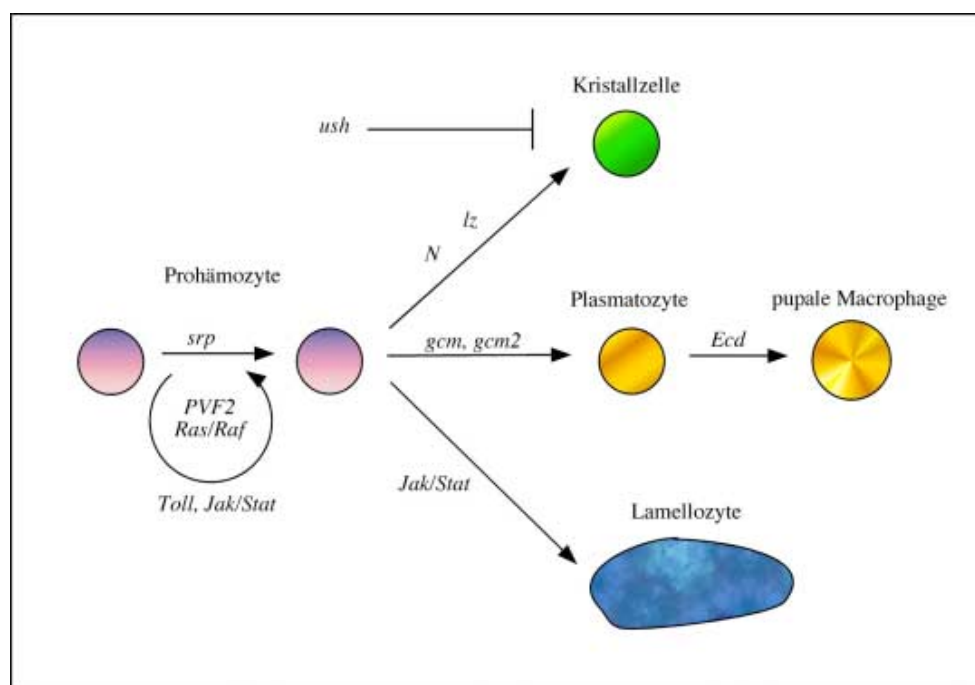 Kristallzelle
ush
lz
N
Prohämozyte
Plasmatozyte
pupale Macrophage
srp
gcm, gcm2
Ecd
PVF2
Ras/Raf
Toll, Jak/Stat
Jak/Stat
Lamellozyte